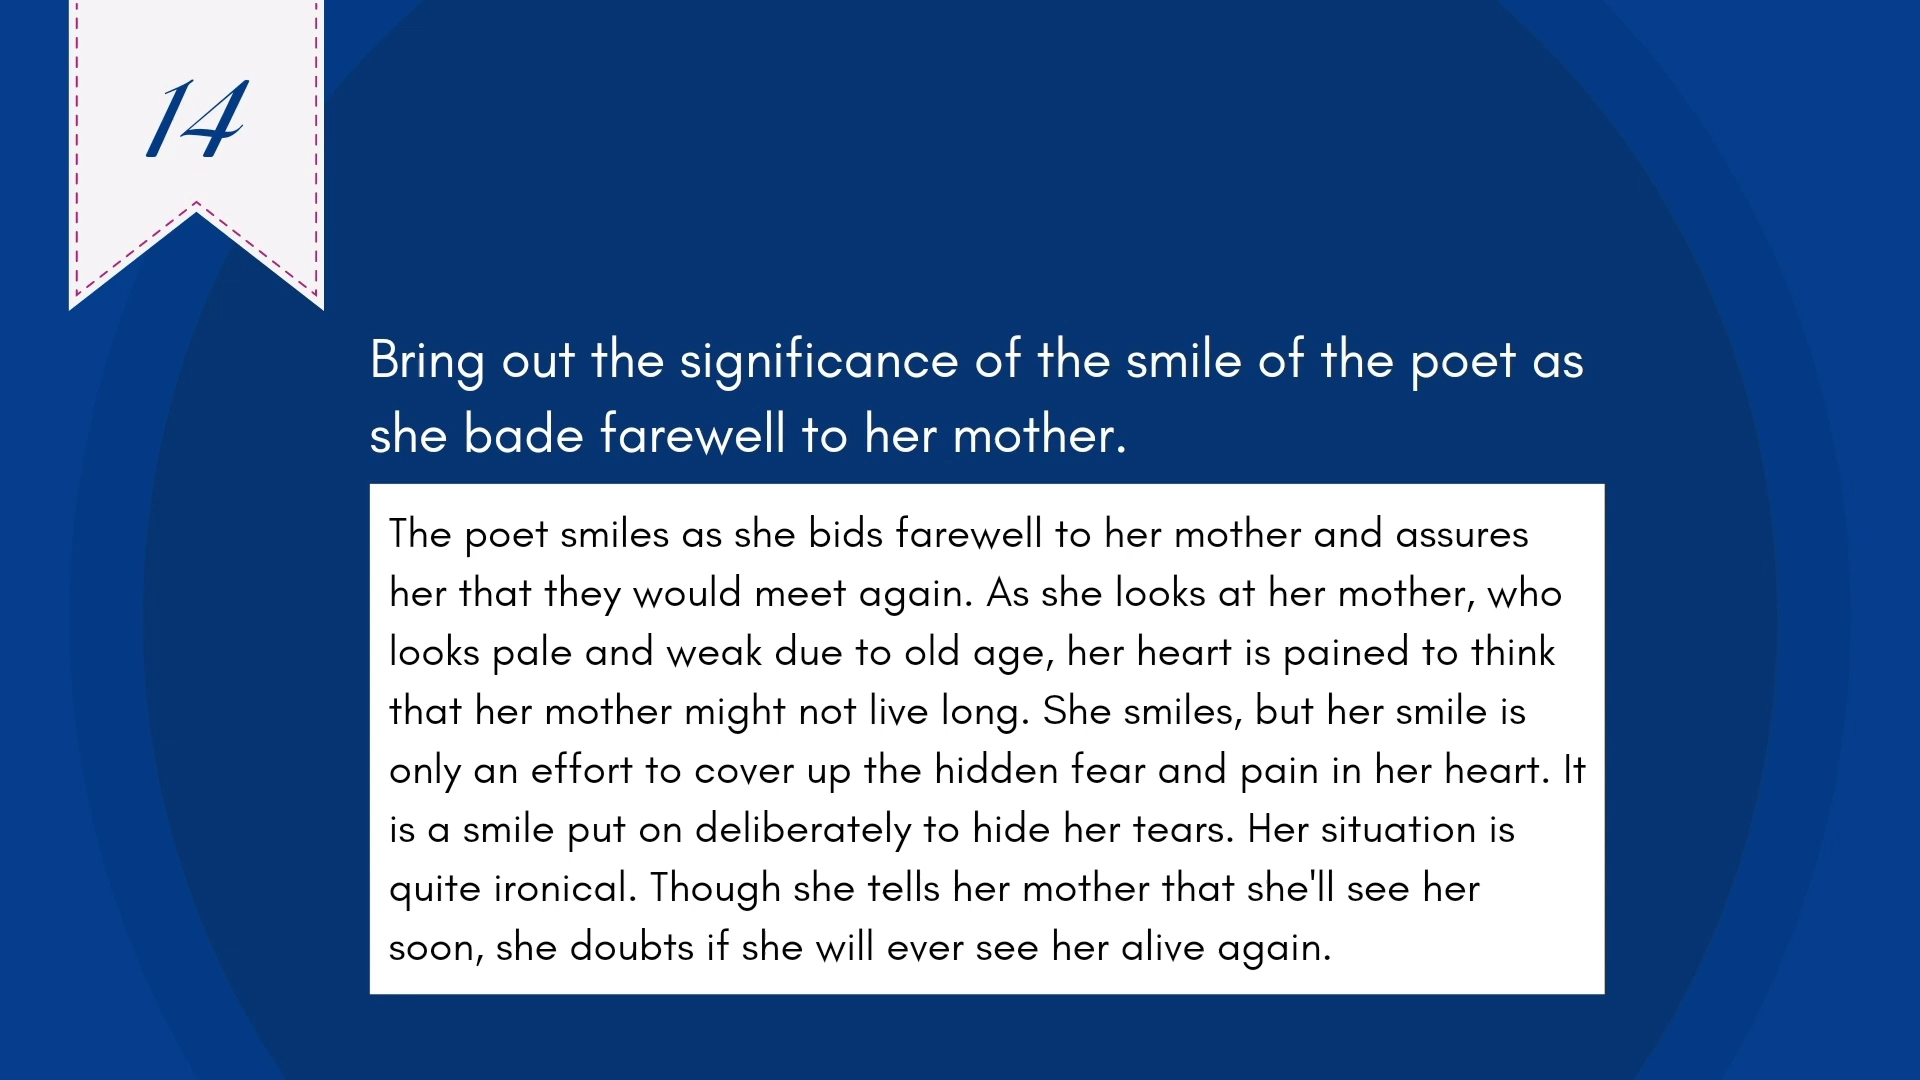 14
Bring out the significance of the smile of the poet as
she bade farewell to her mother.
The poet smiles as she bids farewell to her mother and assures
her that they would meet again. As she looks at her mother, who
looks pale and weak due to old age, her heart is pained to think
that her mother might not live long. She smiles, but her smile is
only an effort to cover up the hidden fear and pain in her heart. It
is a smile put on deliberately to hide her tears. Her situation is
quite ironical. Though she tells her mother that she'll see her
soon, she doubts if she will ever see her alive again.